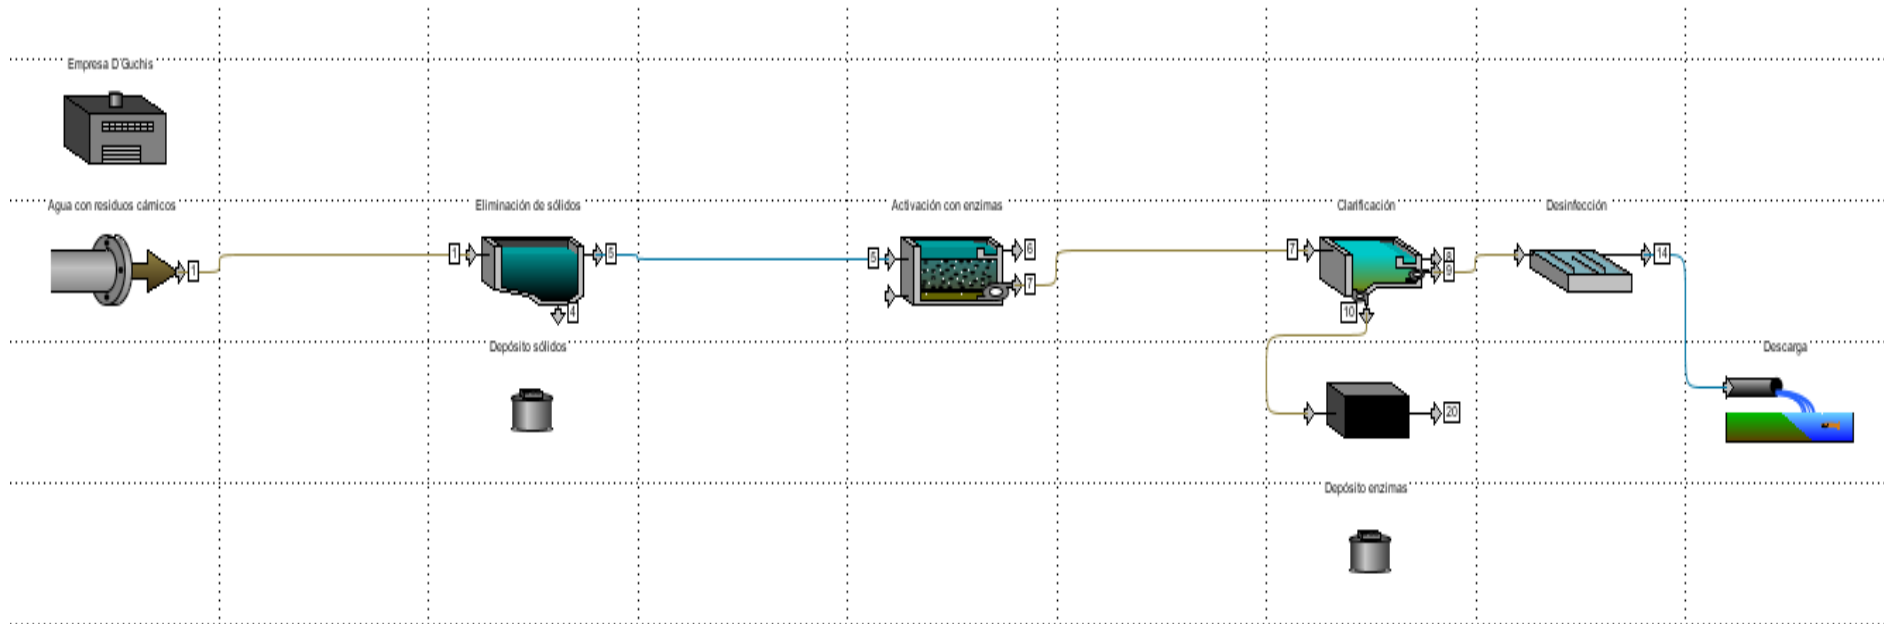 Empresa D'Guchis
Agua con residuos cárnicos
Eliminación de sólidos
Activación con enzimas
Clarificación
Desinfección
1
1
5
4
5
6
7
7
8
9
10
14
Depósito sólidos
Descarga
20
Depósito enzimas